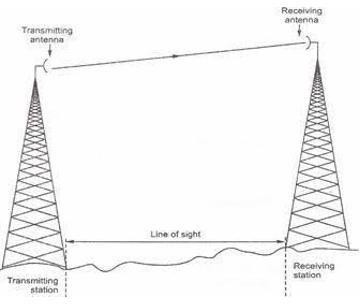 Transmitting
antenna
Receiving
antenna
Line of sight
Transmitting
station
Receiving
station